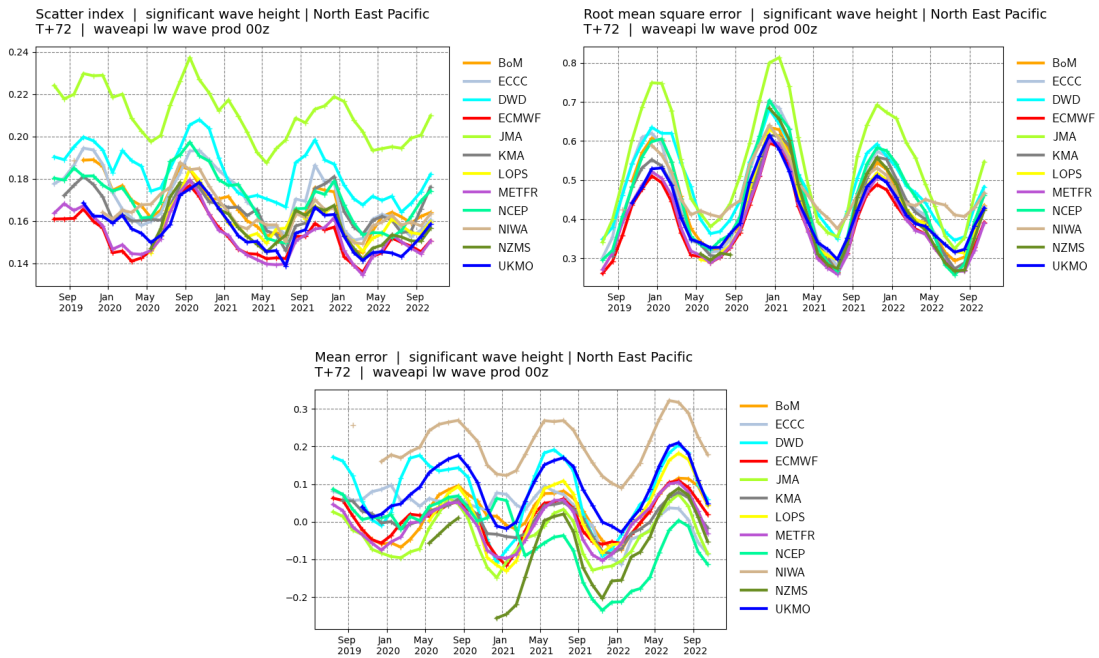 Scatter index | significant wave height | North East Pacific
T+72 | waveapi lw wave prod 00z
0.24
0.22
0.20
0.18
0.16
0.14
Sep 2019
Jan 2020
May 2020
Sep 2020
Jan 2021
May 2021
Sep 2021
Jan 2022
May 2022
Sep 2022
BoM
ECCC
DWD
ECMWF
JMA
KMA
LOPS
METFR
NCEP
NIWA
NZMS
UKMO
Root mean square error | significant wave height | North East Pacific
T+72 | waveapi lw wave prod 00z
0.8
0.7
0.6
0.5
0.4
0.3
Sep 2019
Jan 2020
May 2020
Sep 2020
Jan 2021
May 2021
Sep 2021
Jan 2022
May 2022
Sep 2022
BoM
ECCC
DWD
ECMWF
JMA
KMA
LOPS
METFR
NCEP
NIWA
NZMS
UKMO
Mean error | significant wave height | North East Pacific
T+72 | waveapi lw wave prod 00z
0.3
0.2
0.1
0.0
−0.1
−0.2
Sep 2019
Jan 2020
May 2020
Sep 2020
Jan 2021
May 2021
Sep 2021
Jan 2022
May 2022
Sep 2022
BoM
ECCC
DWD
ECMWF
JMA
KMA
LOPS
METFR
NCEP
NIWA
NZMS
UKMO